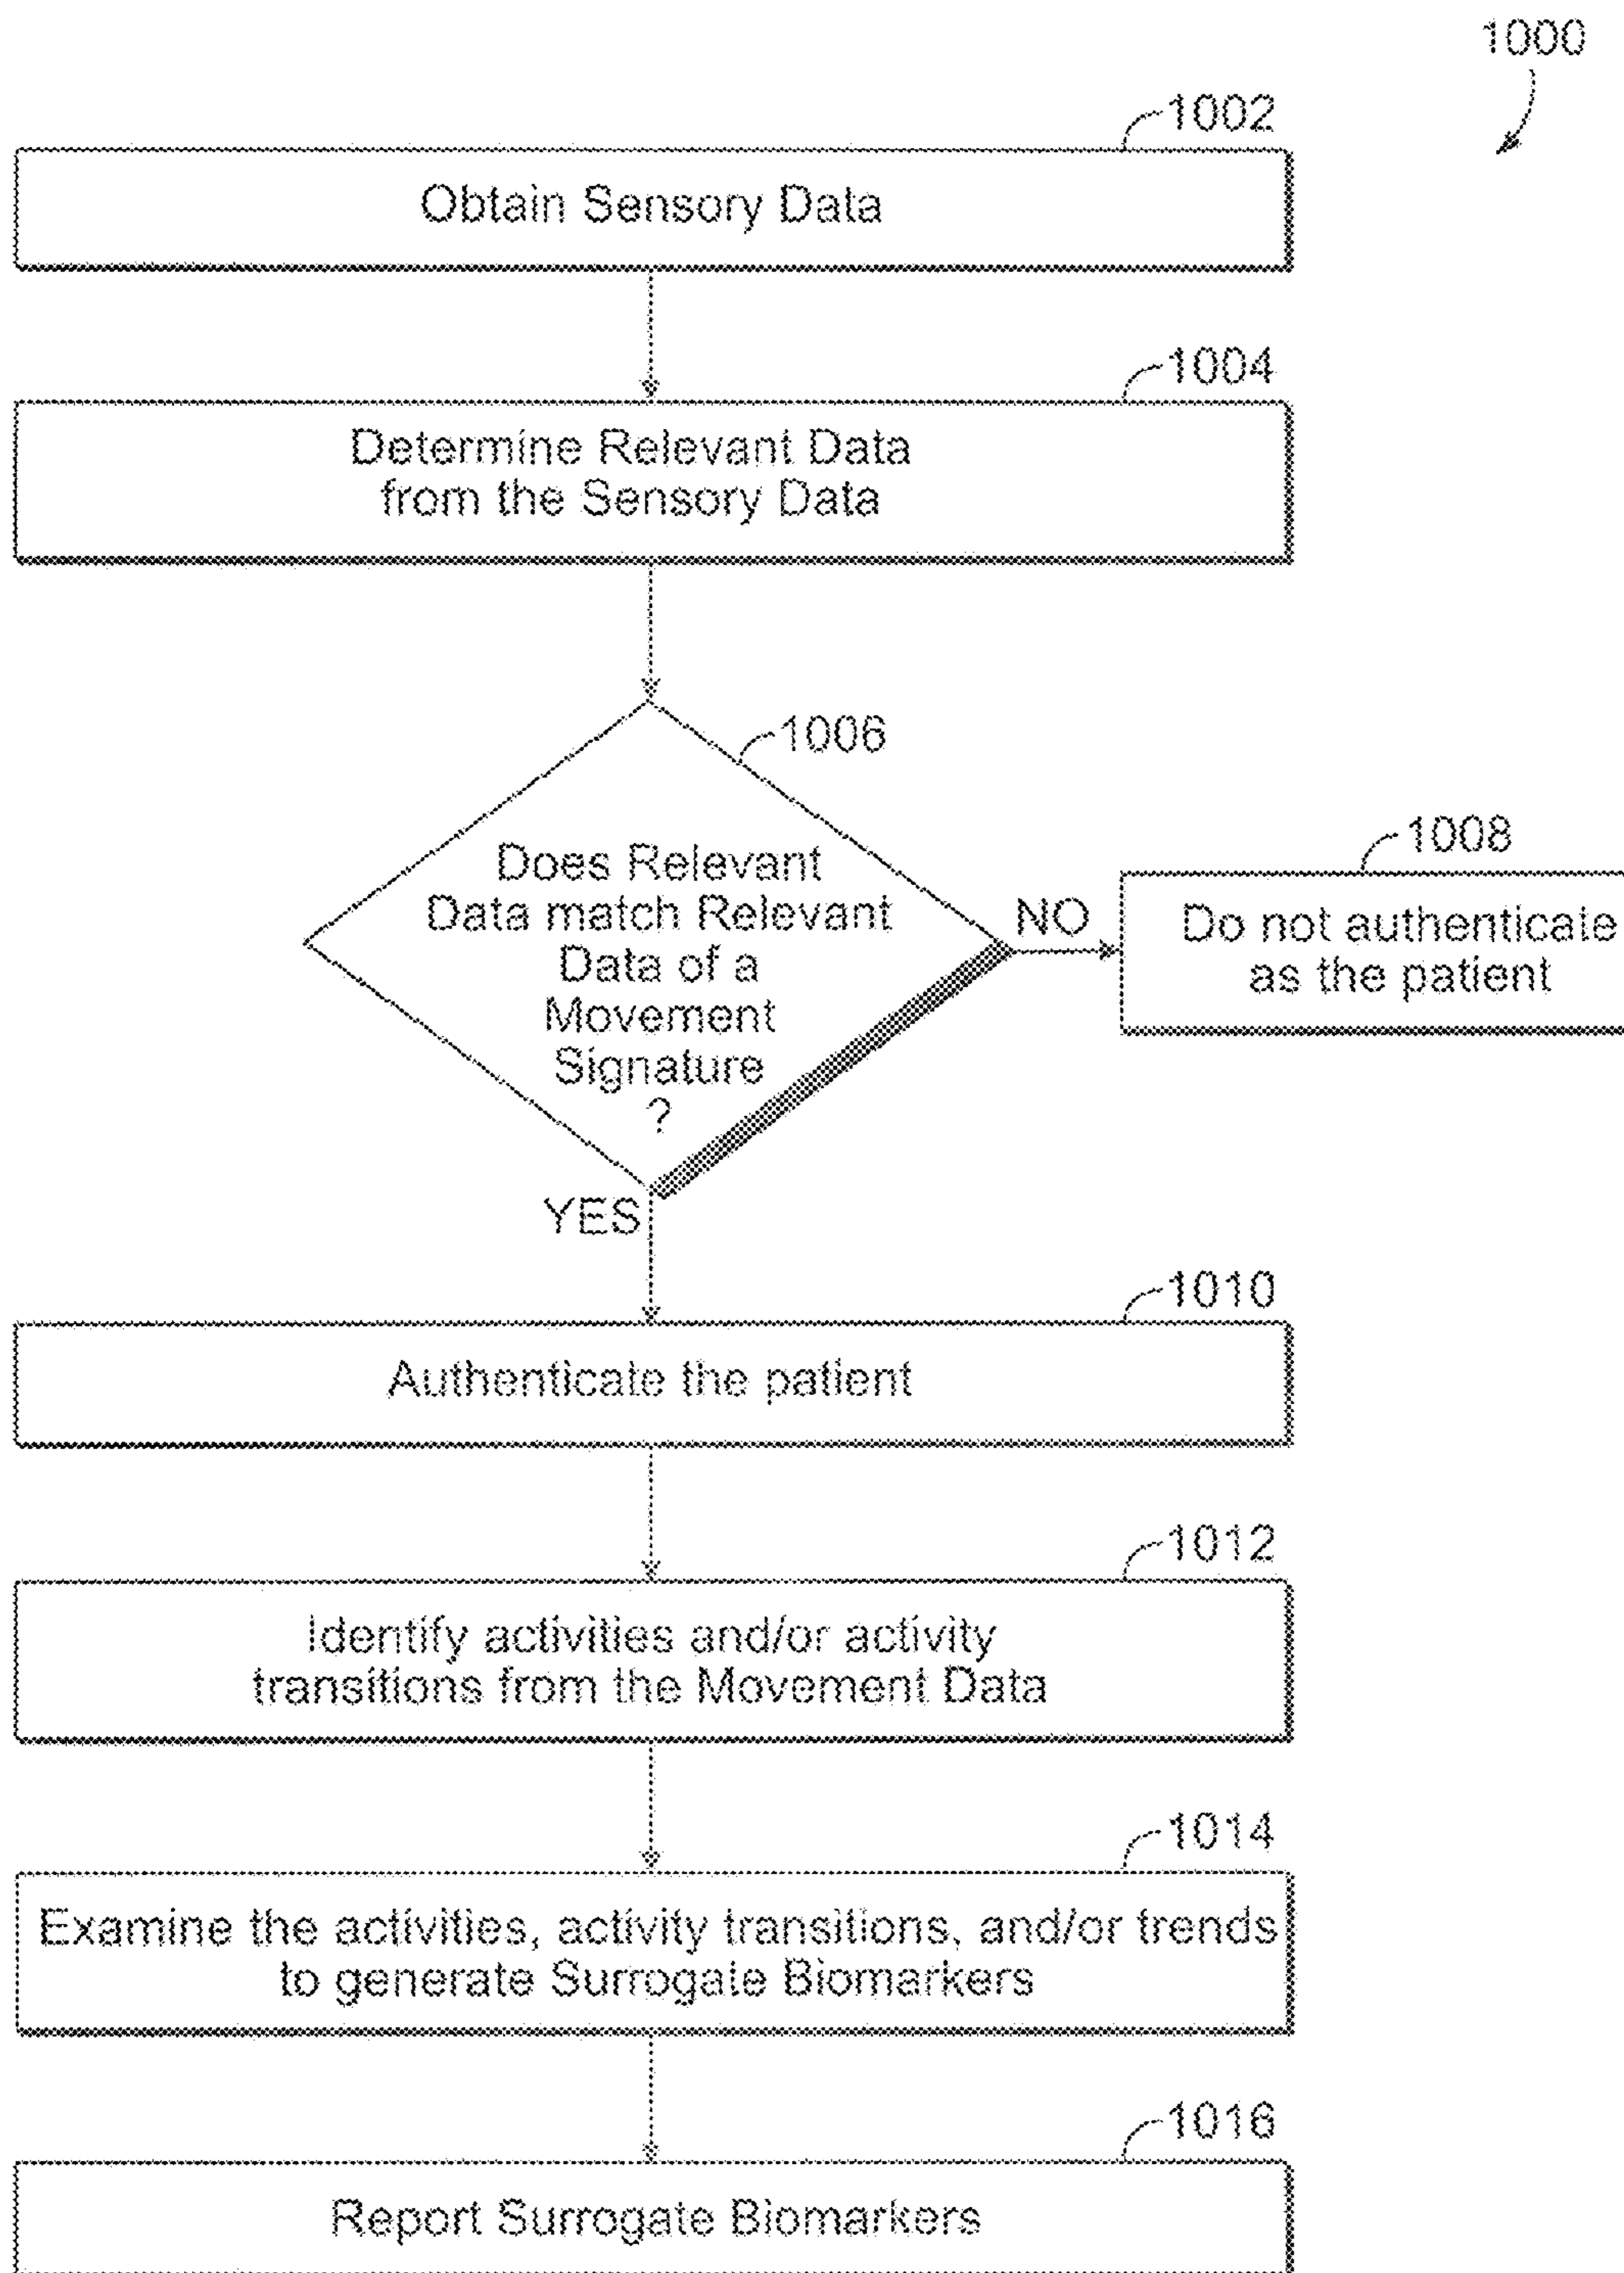 1000
1002
Obtain Sensory Data
1004
Determine Relevant Data
from the Sensory Data
1006
Does Relevant
Data match Relevant
Data of a
Movement
Signature
?
NO
1008
Do not authenticate
as the patient
YES
1010
Authenticate the patient
1012
Identify activities and/or activity
transitions from the Movement Data
1014
Examine the activities, activity transitions, and/or trends
to generate Surrogate Biomarkers
1016
Report Surrogate Biomarkers